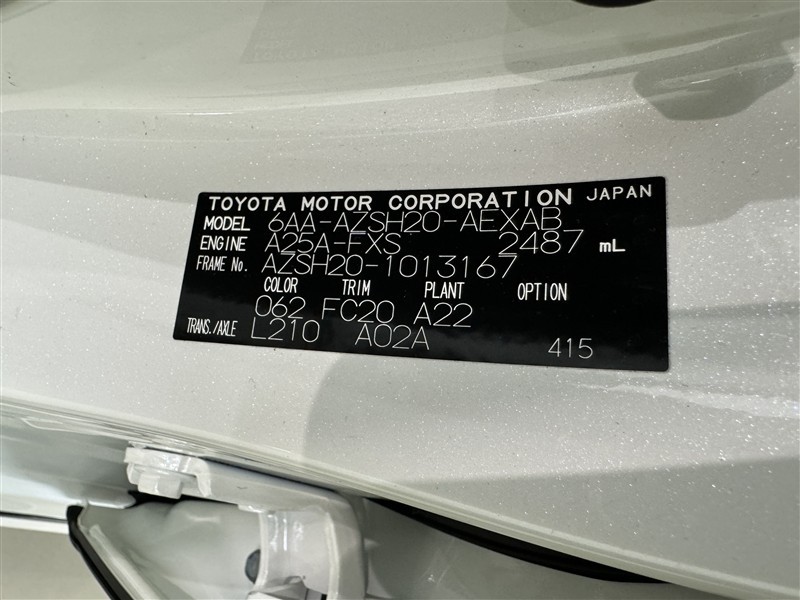 TOYOTA MOTOR CORPORATION JAPAN
MODEL 6AA-AZSH20-AEXAB
ENGINE A25A-FXS 2487 mL
FRAME No. AZSH20-1013167
COLOR TRIM PLANT OPTION
062 FC20 A22
TRANS./AXLE L210 A02A 415